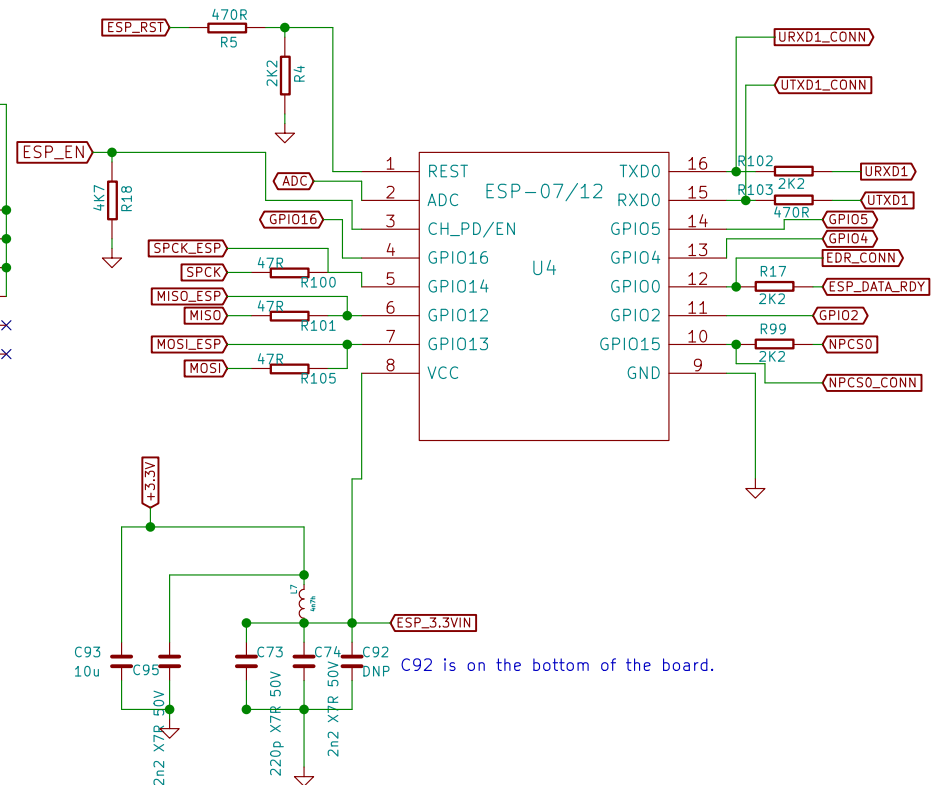 470R
ESP_RST
R5
URXD1_CONN
2K2
R4
UTXD1_CONN
ESP_EN
1
REST
TXD0
16
R102
URXD1
ADC
4K7
R18
2
ADC
ESP-07/12
RXD0
15
2K2
R103
UTXD1
GPIO16
3
CH_PD/EN
GPIO5
14
470R
GPIO5
SPCK_ESP
4
GPIO16
GPIO4
13
GPIO4
47R
U4
EDR_CONN
SPCK
R100
5
GPIO14
GPIO0
12
R17
ESP_DATA_RDY
MISO_ESP
2K2
47R
MISO
R101
6
GPIO12
GPIO2
11
GPIO2
MOSI_ESP
7
GPIO13
GPIO15
10
R99
NPCS0
47R
2K2
MOSI
R105
8
VCC
GND
9
NPCS0_CONN
+3.3V
L7
4n7h
ESP_3.3VIN
C93
10u
C95
2n2 X7R 50V
C73
220p X7R 50V
C74
2n2 X7R 50V
C92
DNP
C92 is on the bottom of the board.